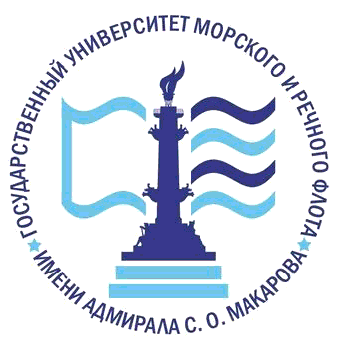 ГОСУДАРСТВЕННЫЙ УНИВЕРСИТЕТ МОРСКОГО И РЕЧНОГО ФЛОТА
ИМЕНИ АДМИРАЛА С. О. МАКАРОВА